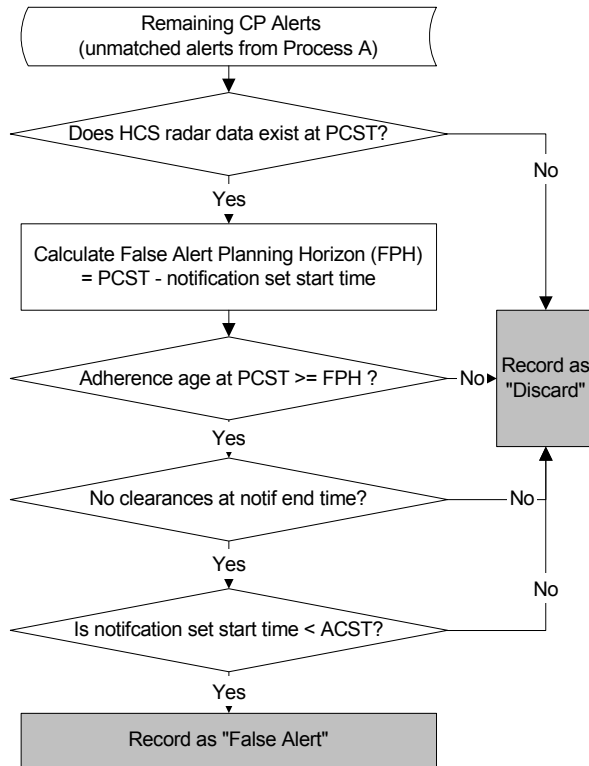 Remaining CP Alerts
(unmatched alerts from Process A)
Does HCS radar data exist at PCST?
No
Yes
Calculate False Alert Planning Horizon (FPH)
= PCST - notification set start time
Adherence age at PCST >= FPH ?
No
Record as
"Discard"
Yes
No clearances at notif end time?
No
Yes
No
Is notifcation set start time < ACST?
Yes
Record as "False Alert"